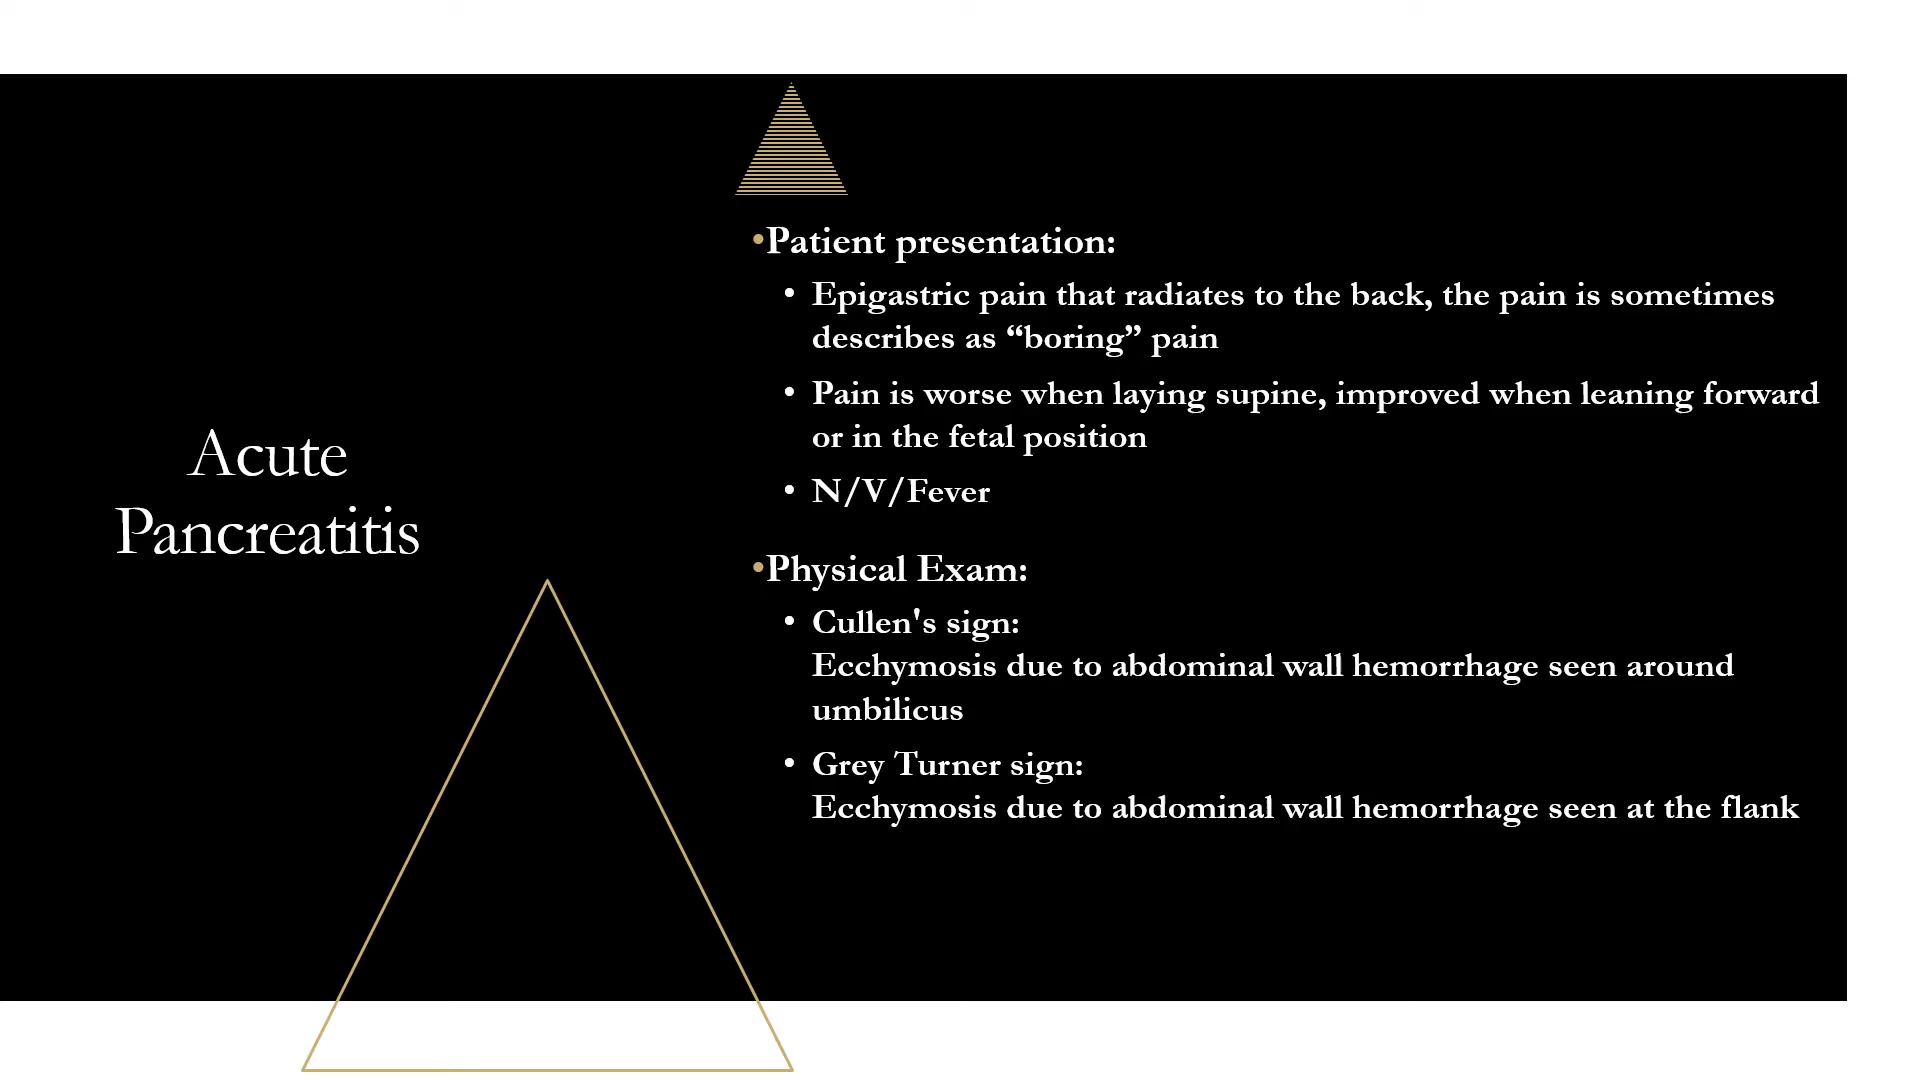 Acute
Pancreatitis
•Patient presentation:
• Epigastric pain that radiates to the back, the pain is sometimes
describes as “boring” pain
• Pain is worse when laying supine, improved when leaning forward
or in the fetal position
• N/V/Fever
•Physical Exam:
• Cullen's sign:
Ecchymosis due to abdominal wall hemorrhage seen around
umbilicus
• Grey Turner sign:
Ecchymosis due to abdominal wall hemorrhage seen at the flank